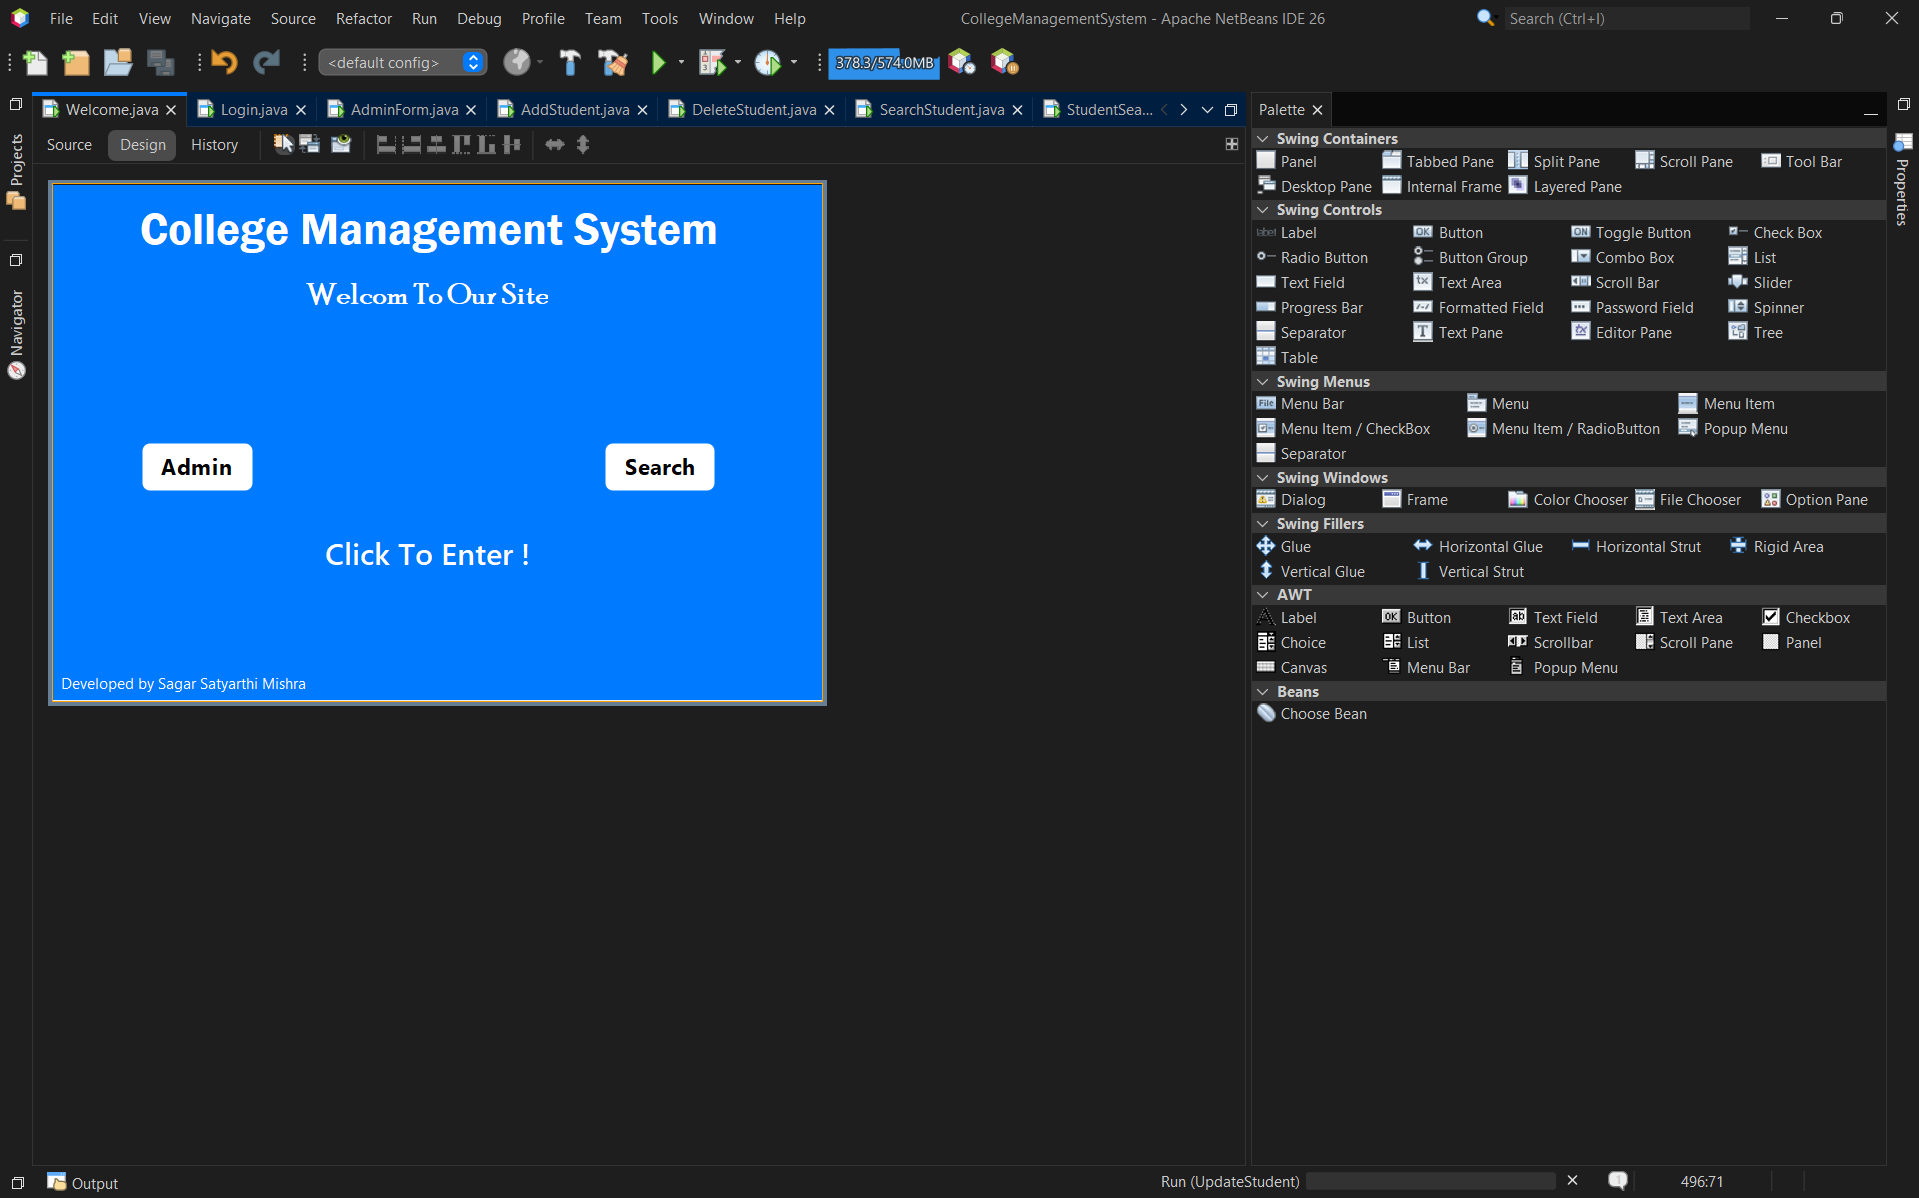 File Edit View Navigate Source Refactor Run Debug Profile Team Tools Window Help CollegeManagementSystem - Apache NetBeans IDE 26 Search (Ctrl+I)
<default config> 378.3/574.0MB
Welcome.java Login.java AdminForm.java AddStudent.java DeleteStudent.java SearchStudent.java StudentSea...
Source Design History
College Management System
Welcom To Our Site
Admin Search
Click To Enter !
Developed by Sagar Satyarthi Mishra
Projects
Navigator
Palette
Swing Containers
Panel Tabbed Pane Split Pane Scroll Pane Tool Bar
Desktop Pane Internal Frame Layered Pane
Swing Controls
Label Button Toggle Button Check Box
Radio Button Button Group Combo Box List
Text Field Text Area Scroll Bar Slider
Progress Bar Formatted Field Password Field Spinner
Separator Text Pane Editor Pane Tree
Table
Swing Menus
Menu Bar Menu Menu Item
Menu Item / CheckBox Menu Item / RadioButton Popup Menu
Separator
Swing Windows
Dialog Frame Color Chooser File Chooser Option Pane
Swing Fillers
Glue Horizontal Glue Horizontal Strut Rigid Area
Vertical Glue Vertical Strut
AWT
Label Button Text Field Text Area Checkbox
Choice List Scrollbar Scroll Pane Panel
Canvas Menu Bar Popup Menu
Beans
Choose Bean
Properties
Output Run (UpdateStudent) 496:71